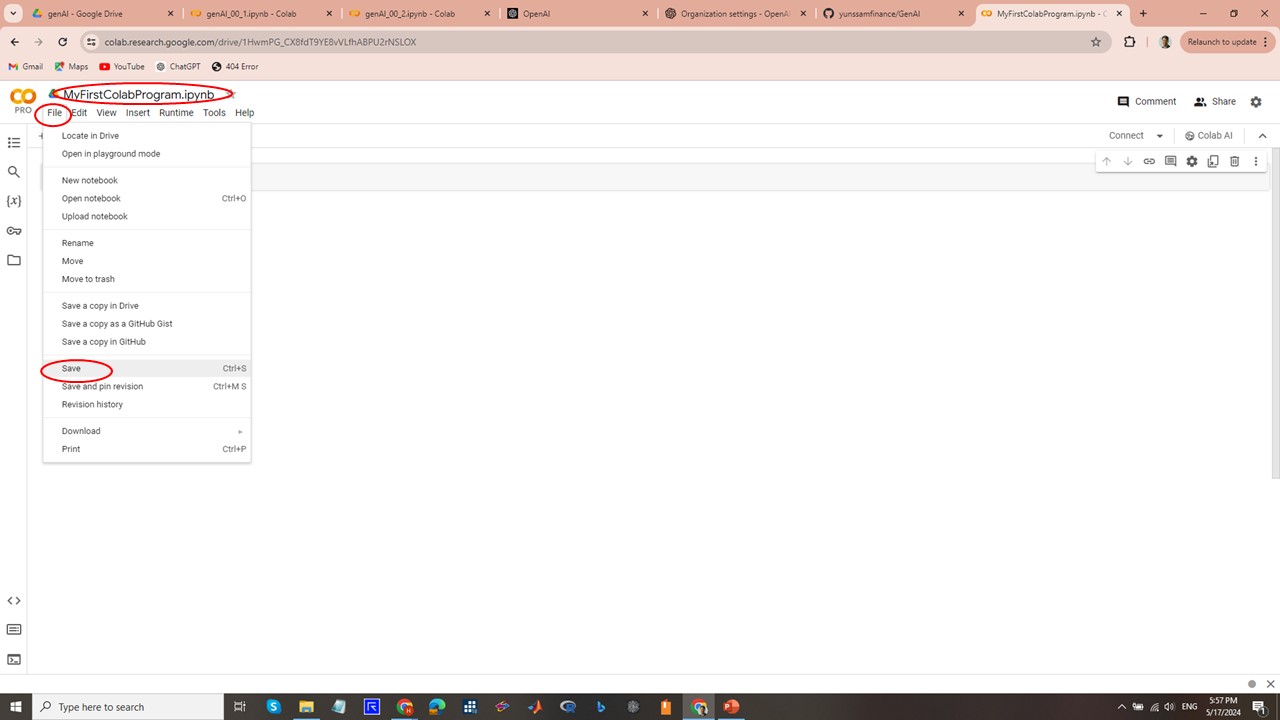 genAI - Google Drive
genAI_00_1.ipynb - Colab
genAI_00_2.ipynb - Colab
OpenAI
Organization settings - OpenAI
yunssamfinance/GenAI
MyFirstColabProgram.ipynb - C
colab.research.google.com/drive/1HwmPG_CX8fdT9YE8vVLfhABPU2rNSLOX
Relaunch to update
Gmail
Maps
YouTube
ChatGPT
404 Error
MyFirstColabProgram.ipynb
PRO
File Edit View Insert Runtime Tools Help
Comment
Share
Connect
Colab AI
Locate in Drive
Open in playground mode
New notebook
Open notebook Ctrl+O
Upload notebook
Rename
Move
Move to trash
Save a copy in Drive
Save a copy as a GitHub Gist
Save a copy in GitHub
Save Ctrl+S
Save and pin revision Ctrl+M S
Revision history
Download
Print Ctrl+P
Type here to search
ENG
5:57 PM
5/17/2024